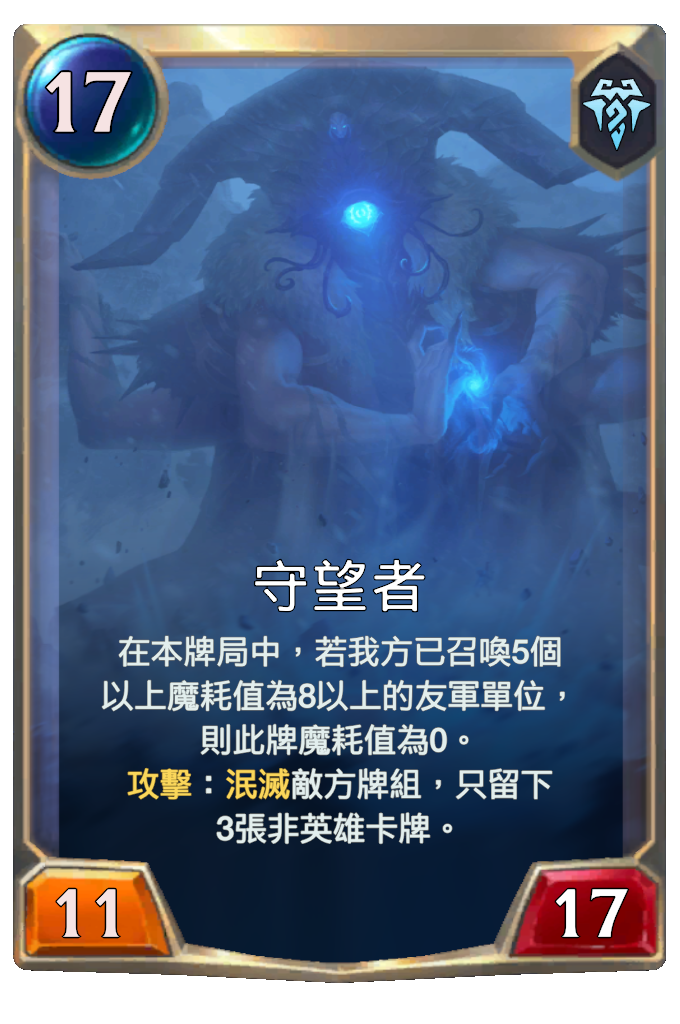 17
守望者
在本牌局中，若我方已召喚5個
以上魔耗值為8以上的友軍單位，
則此牌魔耗值為0。
攻擊：泯滅敵方牌組，只留下
3張非英雄卡牌。
11
17